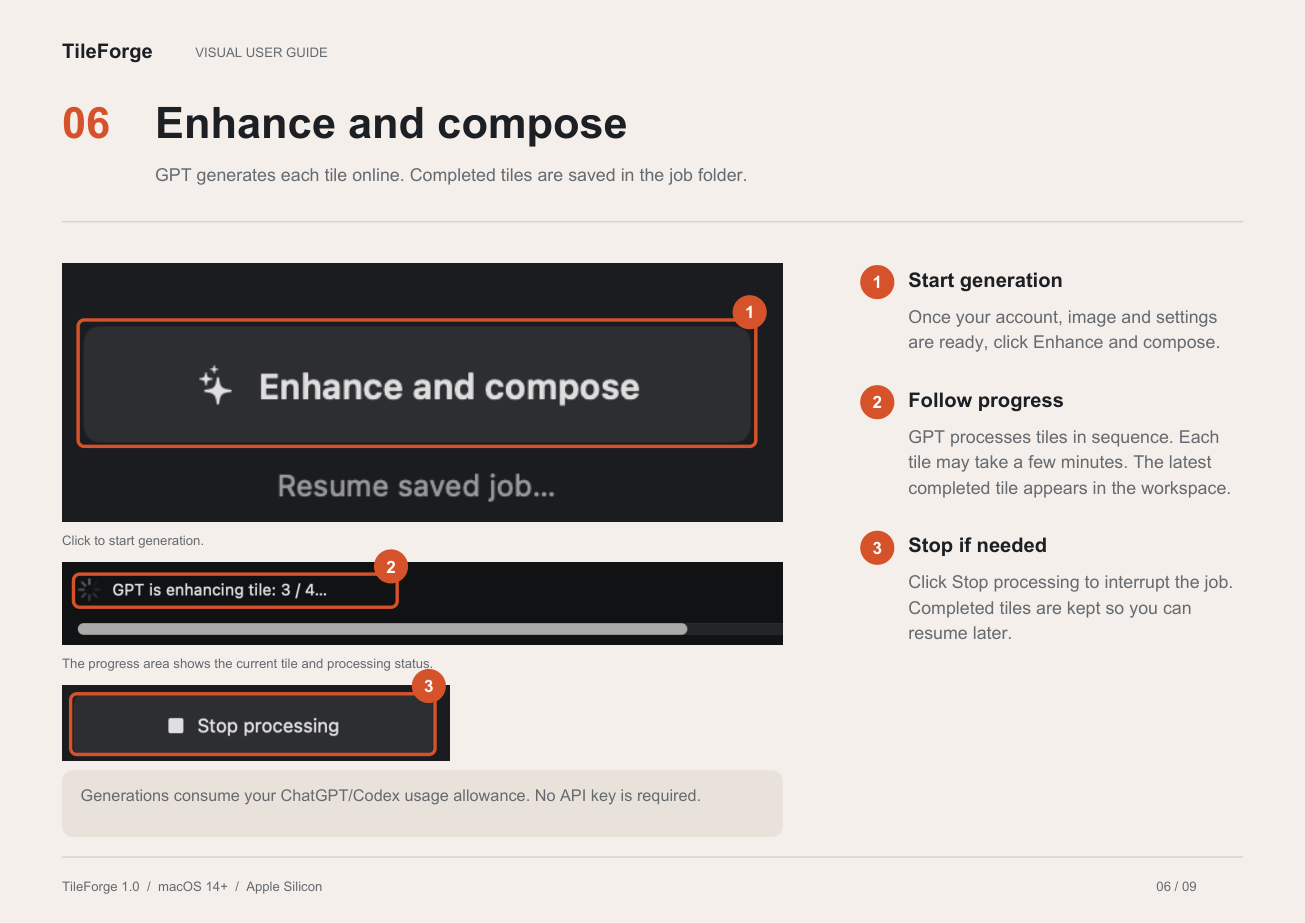 TileForge VISUAL USER GUIDE
06 Enhance and compose
GPT generates each tile online. Completed tiles are saved in the job folder.
1
Enhance and compose
Resume saved job...
Click to start generation.
2
GPT is enhancing tile: 3 / 4...
The progress area shows the current tile and processing status.
3
Stop processing
Generations consume your ChatGPT/Codex usage allowance. No API key is required.
1 Start generation
Once your account, image and settings
are ready, click Enhance and compose.
2 Follow progress
GPT processes tiles in sequence. Each
tile may take a few minutes. The latest
completed tile appears in the workspace.
3 Stop if needed
Click Stop processing to interrupt the job.
Completed tiles are kept so you can
resume later.
TileForge 1.0 / macOS 14+ / Apple Silicon
06 / 09